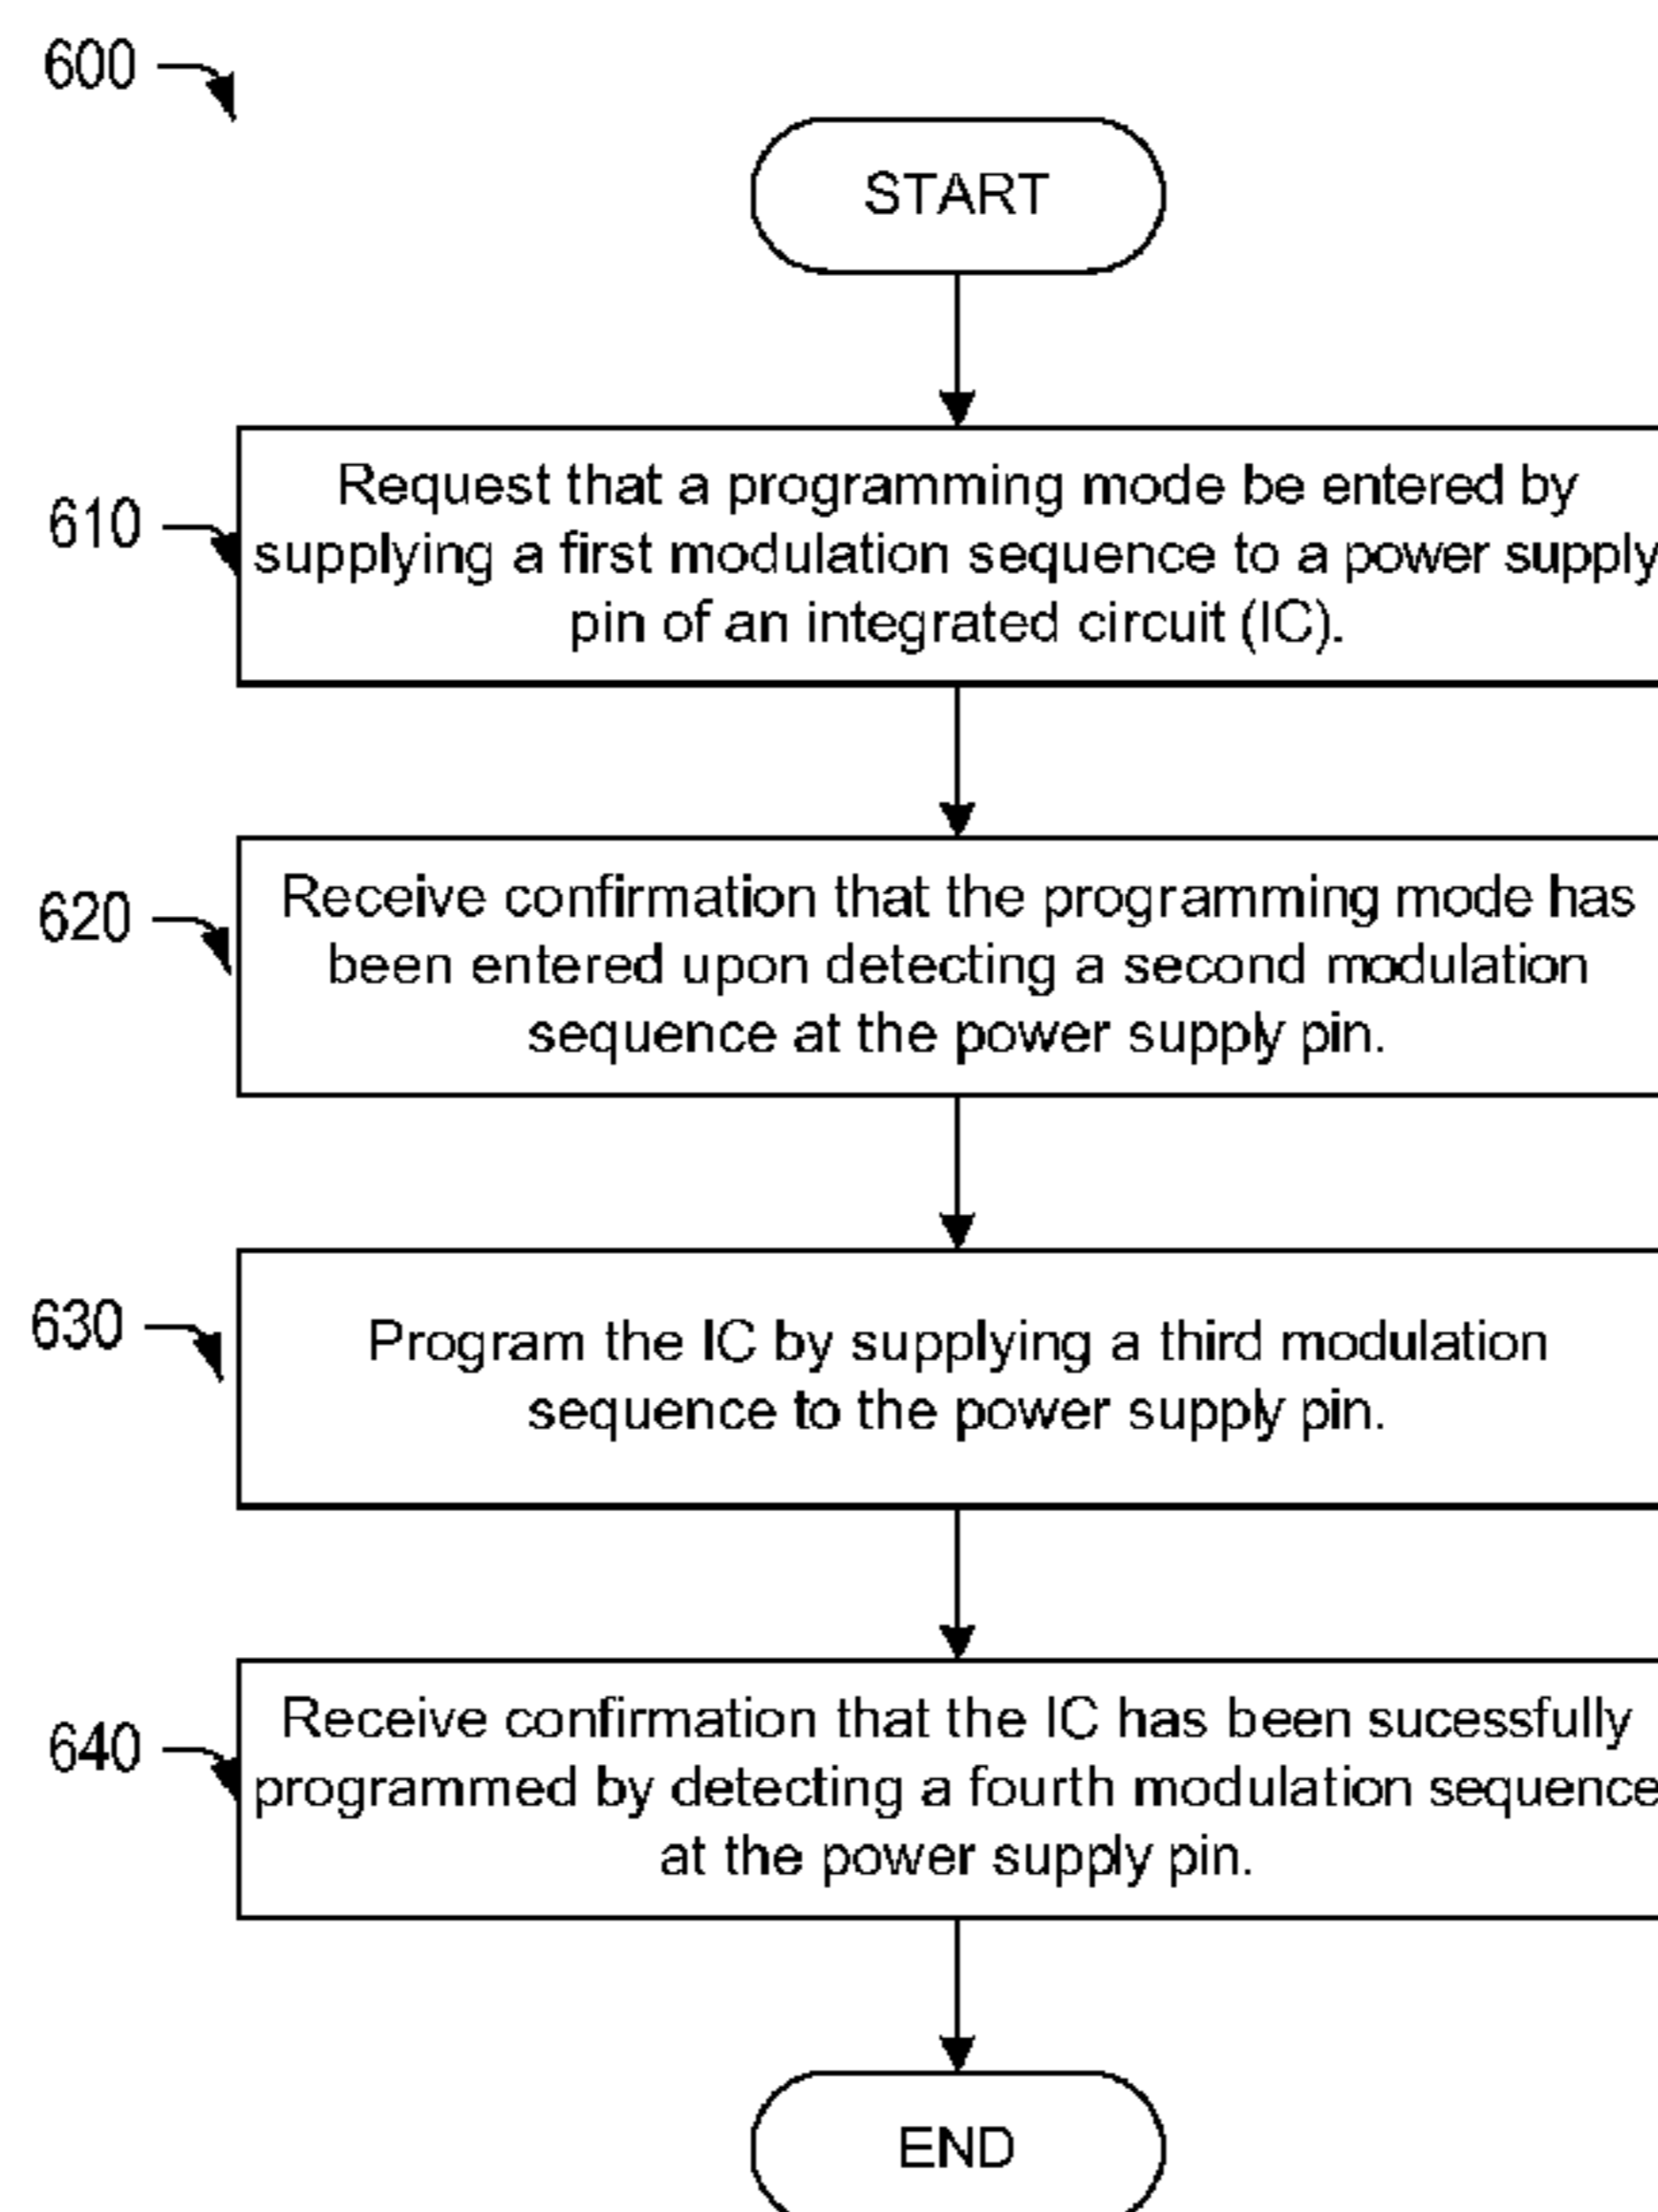 600
START
610
Request that a programming mode be entered by
supplying a first modulation sequence to a power supply
pin of an integrated circuit (IC).
620
Receive confirmation that the programming mode has
been entered upon detecting a second modulation
sequence at the power supply pin.
630
Program the IC by supplying a third modulation
sequence to the power supply pin.
640
Receive confirmation that the IC has been sucessfully
programmed by detecting a fourth modulation sequence
at the power supply pin.
END